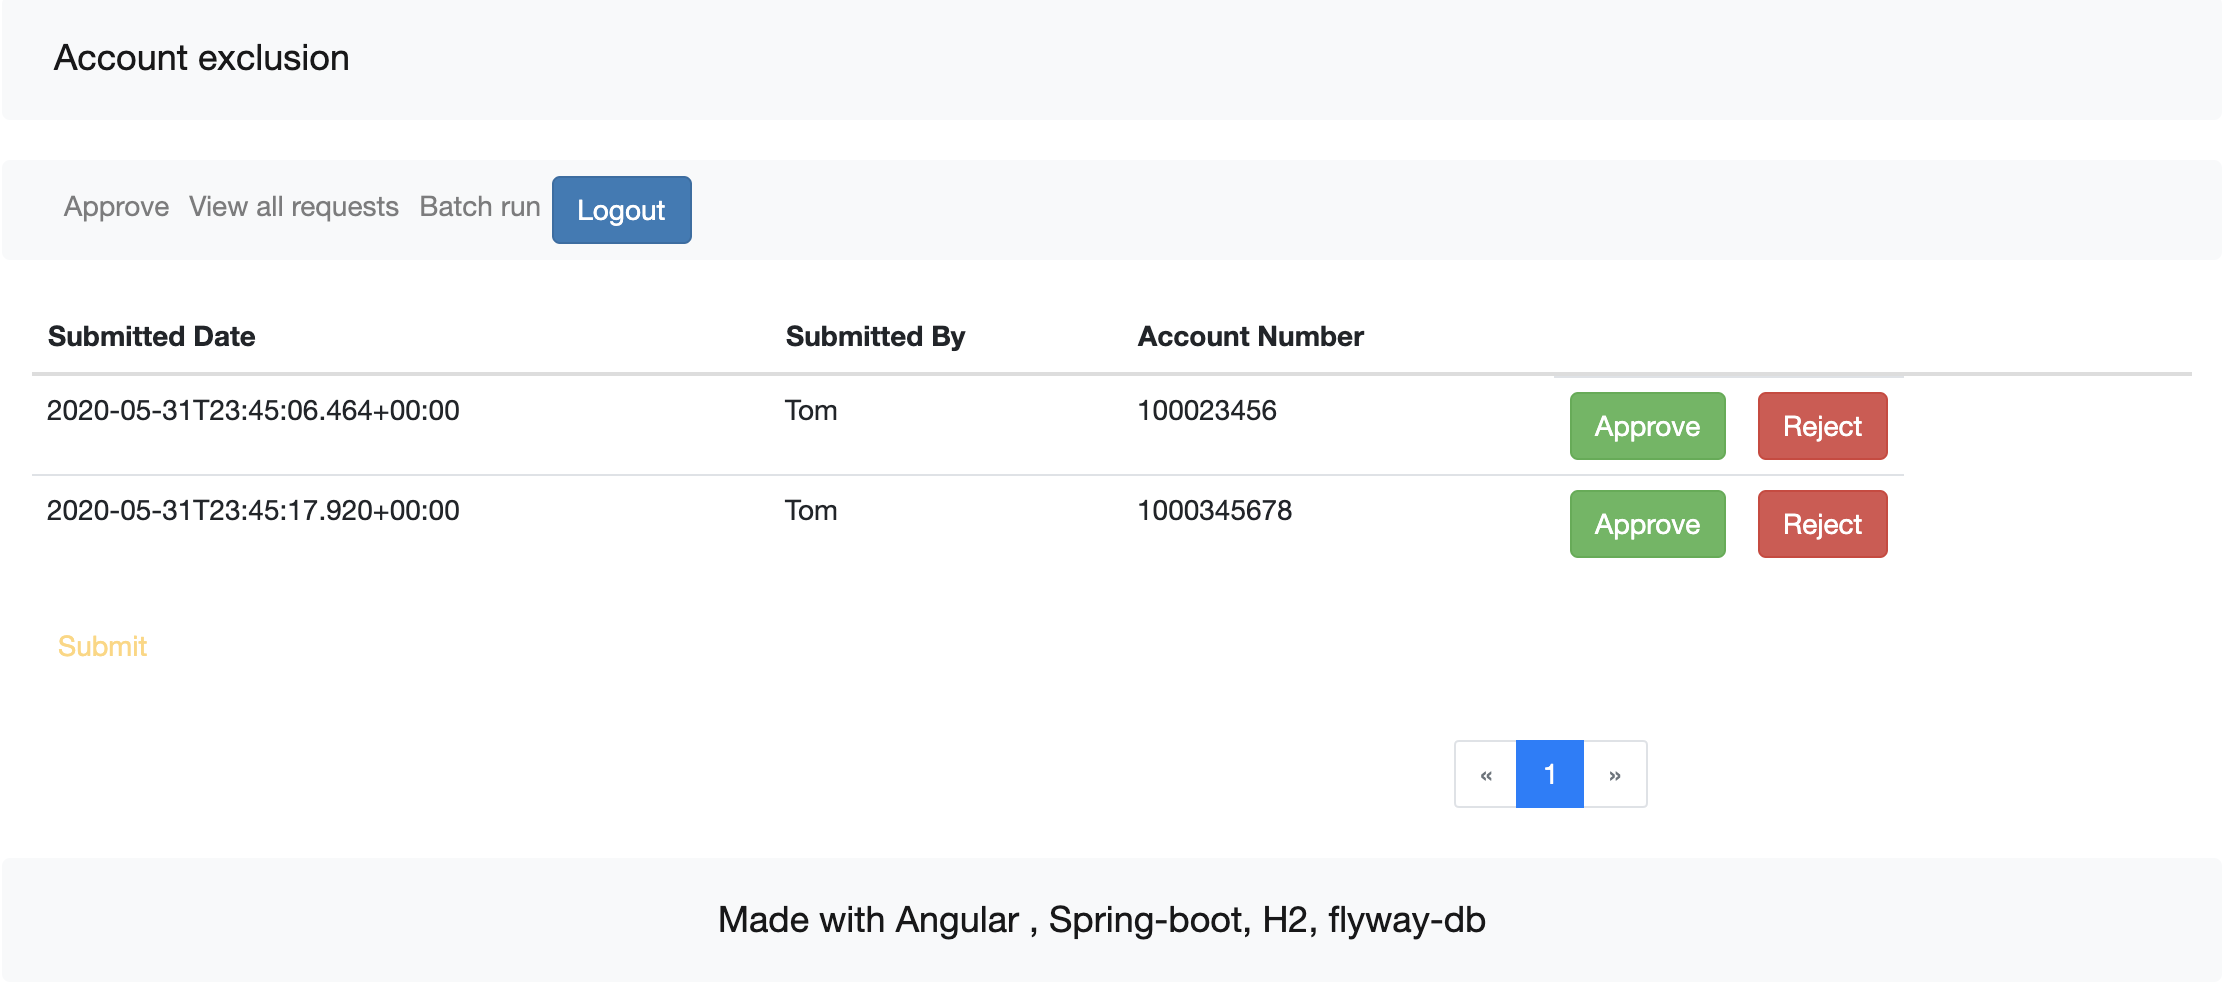 Account exclusion
Approve View all requests Batch run Logout
Submitted Date Submitted By Account Number
2020-05-31T23:45:06.464+00:00 Tom 100023456 Approve Reject
2020-05-31T23:45:17.920+00:00 Tom 1000345678 Approve Reject
Submit
« 1 »
Made with Angular , Spring-boot, H2, flyway-db